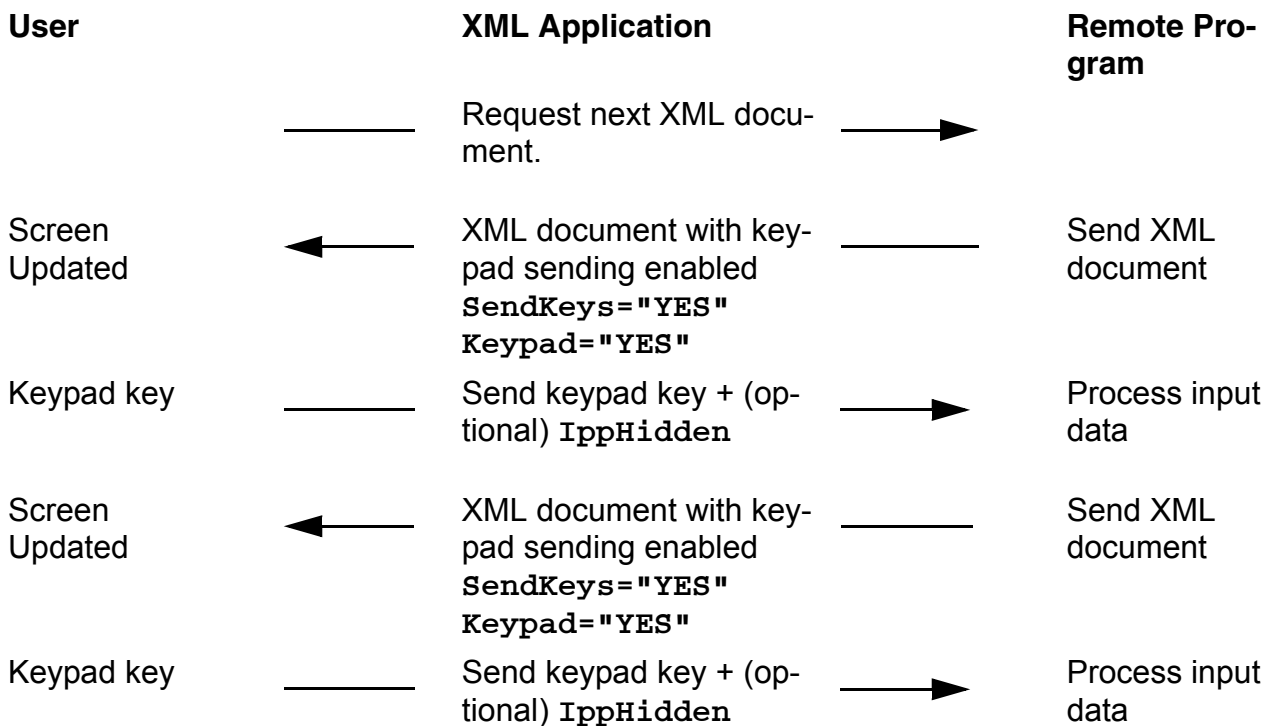 User
XML Application
Remote Pro-
gram
Request next XML docu-
ment.
Screen
Updated
XML document with key-
pad sending enabled
SendKeys="YES"
Keypad="YES"
Send XML
document
Keypad key
Send keypad key + (op-
tional) IppHidden
Process input
data
Screen
Updated
XML document with key-
pad sending enabled
SendKeys="YES"
Keypad="YES"
Send XML
document
Keypad key
Send keypad key + (op-
tional) IppHidden
Process input
data